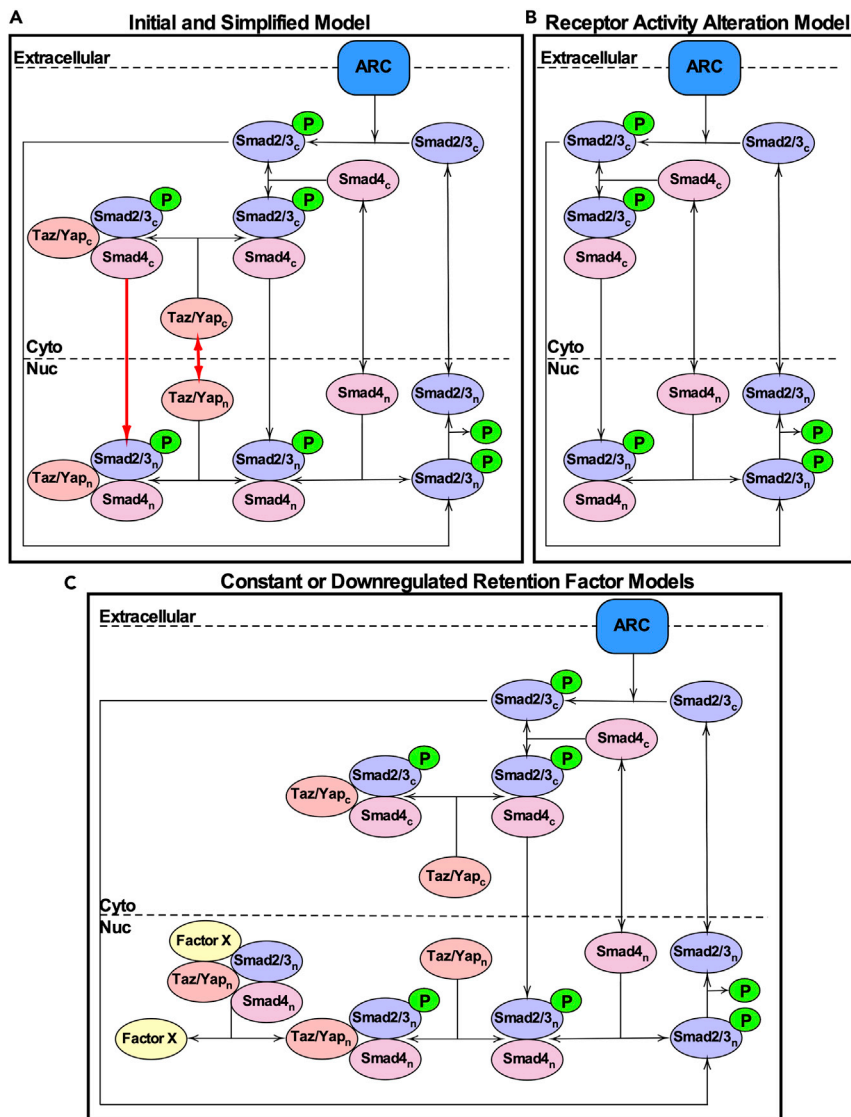 A Initial and Simplified Model
Extracellular
ARC
P
Smad2/3c
Smad2/3c
Smad4c
P
Smad2/3c
Taz/Yapc
Smad4c
P
Smad2/3c
Smad4c
Taz/Yapc
Cyto
Nuc
Taz/Yapn
Smad4n
Smad2/3n
P
P
Smad2/3n
Taz/Yapn
Smad4n
P
Smad2/3n
Smad4n
P
Smad2/3n
B Receptor Activity Alteration Model
Extracellular
ARC
P
Smad2/3c
Smad2/3c
Smad4c
P
Smad2/3c
Smad4c
Cyto
Nuc
Smad4n
Smad2/3n
P
P
Smad2/3n
Smad4n
P
Smad2/3n
C Constant or Downregulated Retention Factor Models
Extracellular
ARC
P
Smad2/3c
Smad2/3c
Smad4c
P
Smad2/3c
Taz/Yapc
Smad4c
P
Smad2/3c
Smad4c
Taz/Yapc
Cyto
Nuc
Factor X
Smad2/3n
Taz/Yapn
Smad4n
Taz/Yapn
Smad4n
Smad2/3n
P
Factor X
Taz/Yapn
P
Smad2/3n
Smad4n
P
Smad2/3n
Smad4n
P
Smad2/3n